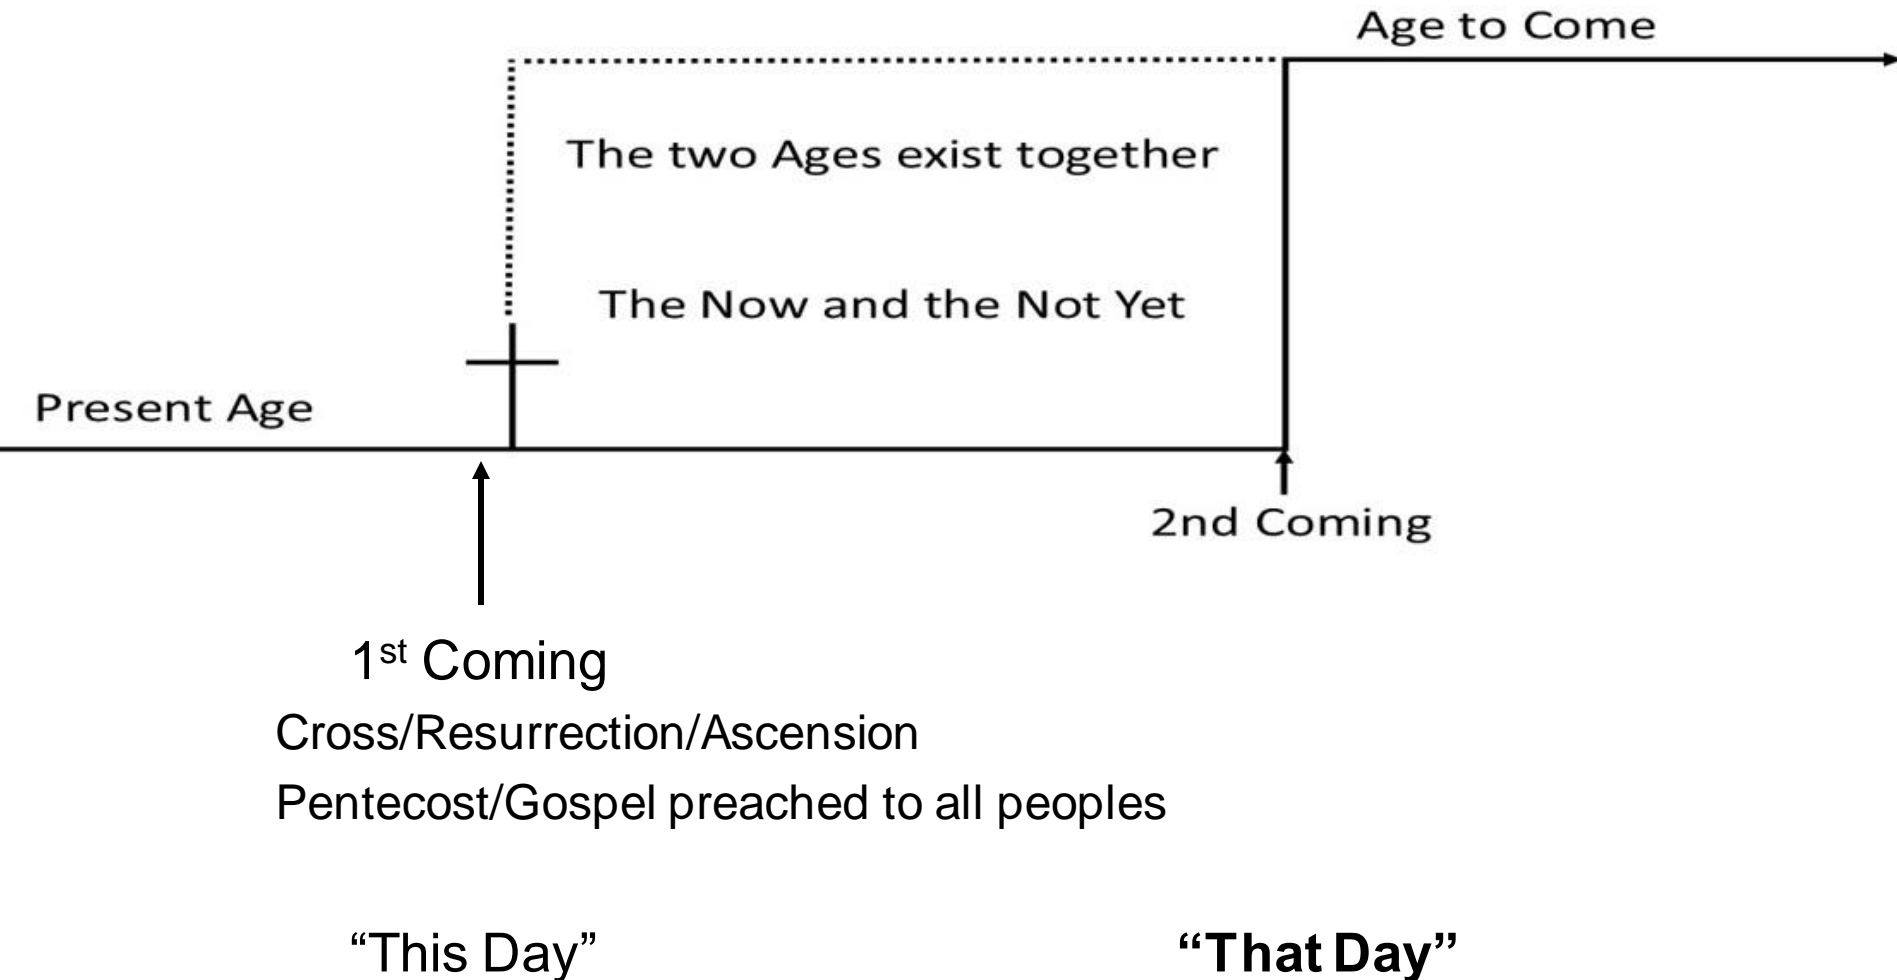 Age to Come
The two Ages exist together
The Now and the Not Yet
Present Age
2nd Coming
1st Coming
Cross/Resurrection/Ascension
Pentecost/Gospel preached to all peoples
“This Day”
“That Day”